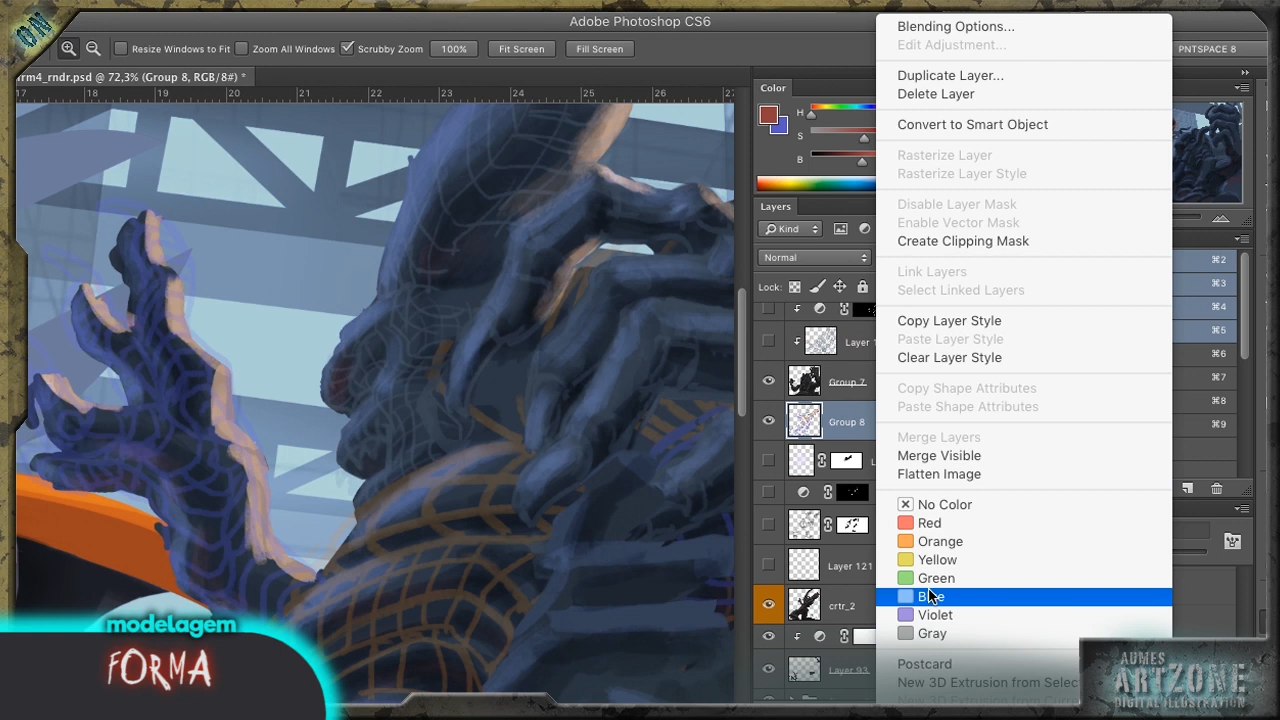 Adobe Photoshop CS6
Resize Windows to Fit
Zoom All Windows
Scrubby Zoom
100%
Fit Screen
Fill Screen
PNTSPACE 8
rm4_rndr.psd @ 72,3% (Group 8, RGB/8#) *
17 18 19 20 21 22 23 24 25 26 27
Color
H
S
B
Layers
Kind
Normal
Lock:
Layer 1
Group 7
Group 8
L
Layer 121
crtr_2
Layer 93
Blending Options...
Edit Adjustment...
Duplicate Layer...
Delete Layer
Convert to Smart Object
Rasterize Layer
Rasterize Layer Style
Disable Layer Mask
Enable Vector Mask
Create Clipping Mask
Link Layers
Select Linked Layers
Copy Layer Style
Paste Layer Style
Clear Layer Style
Copy Shape Attributes
Paste Shape Attributes
Merge Layers
Merge Visible
Flatten Image
No Color
Red
Orange
Yellow
Green
Blue
Violet
Gray
Postcard
New 3D Extrusion from Selec
⌘2
⌘3
⌘4
⌘5
⌘6
⌘7
⌘8
⌘9
modelagem
FORMA
AUMES
ARTZONE
DIGITAL ILLUSTRATION